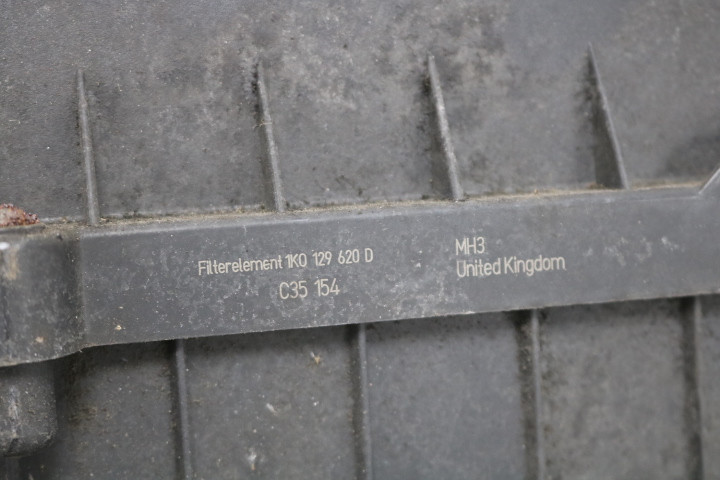 Filterelement 1K0 129 620 D
C35 154
MH3
United Kingdom